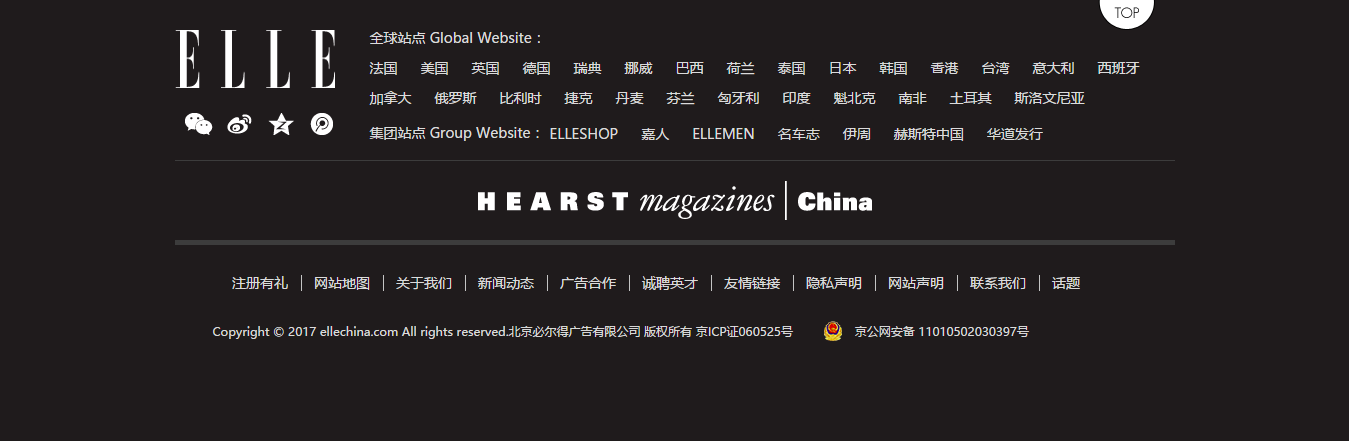 TOP
ELLE
全球站点 Global Website：
法国 美国 英国 德国 瑞典 挪威 巴西 荷兰 泰国 日本 韩国 香港 台湾 意大利 西班牙
加拿大 俄罗斯 比利时 捷克 丹麦 芬兰 匈牙利 印度 魁北克 南非 土耳其 斯洛文尼亚
集团站点 Group Website： ELLESHOP 嘉人 ELLEMEN 名车志 伊周 赫斯特中国 华道发行
HEARST magazines | China
注册有礼 | 网站地图 | 关于我们 | 新闻动态 | 广告合作 | 诚聘英才 | 友情链接 | 隐私声明 | 网站声明 | 联系我们 | 话题
Copyright © 2017 ellechina.com All rights reserved.北京必尔得广告有限公司 版权所有 京ICP证060525号 京公网安备 11010502030397号